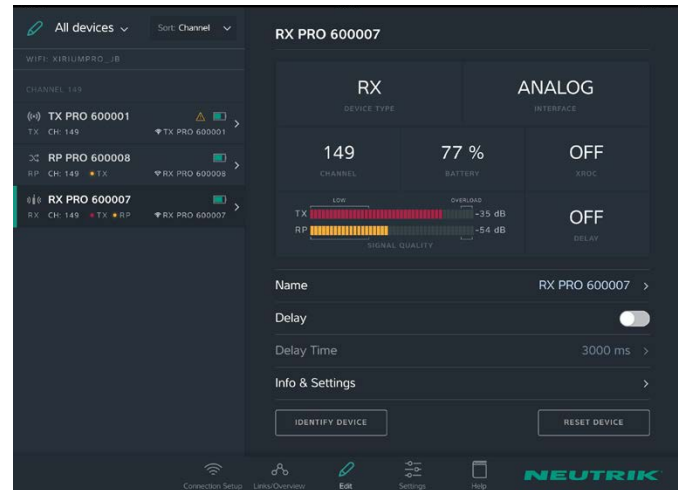 All devices
Sort: Channel
WIFI: XIRIUMPRO_JB
CHANNEL 149
TX PRO 600001
TX CH: 149 TX PRO 600001
RP PRO 600008
RP CH: 149 TX RX PRO 600008
RX PRO 600007
RX CH: 149 TX RP RX PRO 600007
RX PRO 600007
RX
DEVICE TYPE
ANALOG
INTERFACE
149
CHANNEL
77 %
BATTERY
OFF
XROC
LOW OVERLOAD
TX -35 dB
RP -54 dB
SIGNAL QUALITY
OFF
DELAY
Name RX PRO 600007
Delay
Delay Time 3000 ms
Info & Settings
IDENTIFY DEVICE
RESET DEVICE
Connection Setup
Links/Overview
Edit
Settings
Help
NEUTRIK